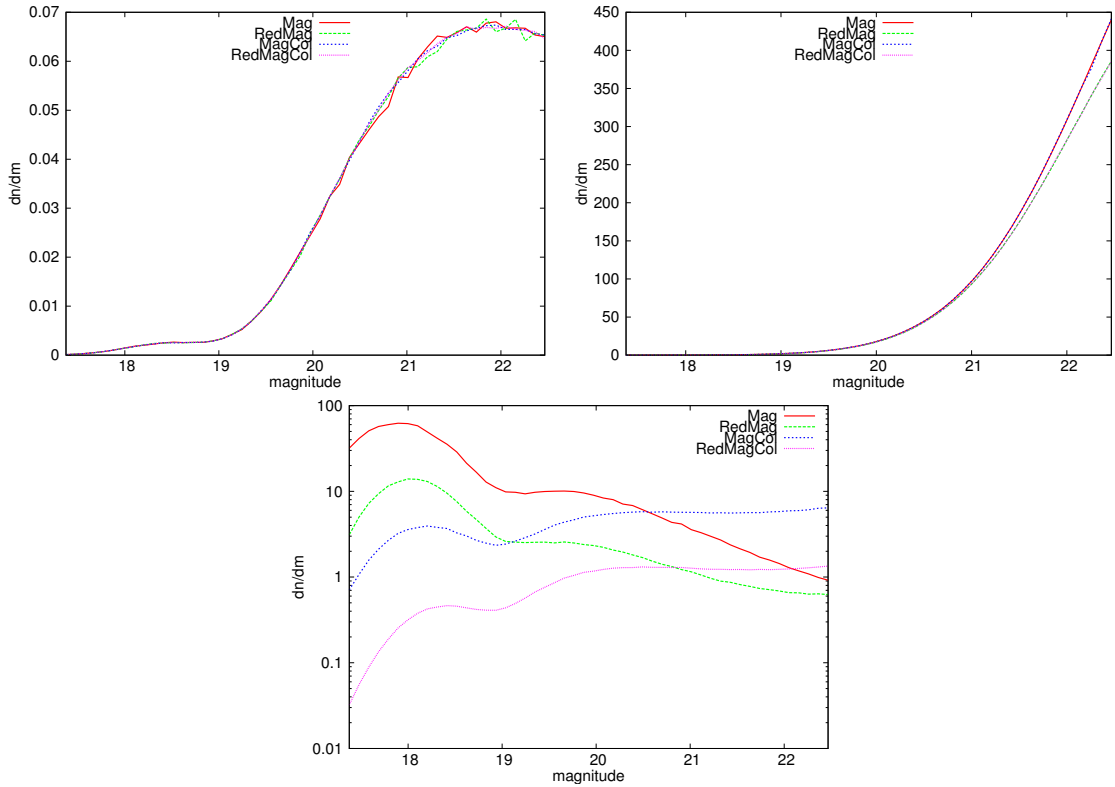 Mag
RedMag
MagCol
RedMagCol
0.07
0.06
0.05
0.04
0.03
0.02
0.01
0
dn/dm
18 19 20 21 22
magnitude
Mag
RedMag
MagCol
RedMagCol
450
400
350
300
250
200
150
100
50
0
dn/dm
18 19 20 21 22
magnitude
Mag
RedMag
MagCol
RedMagCol
100
10
1
0.1
0.01
dn/dm
18 19 20 21 22
magnitude